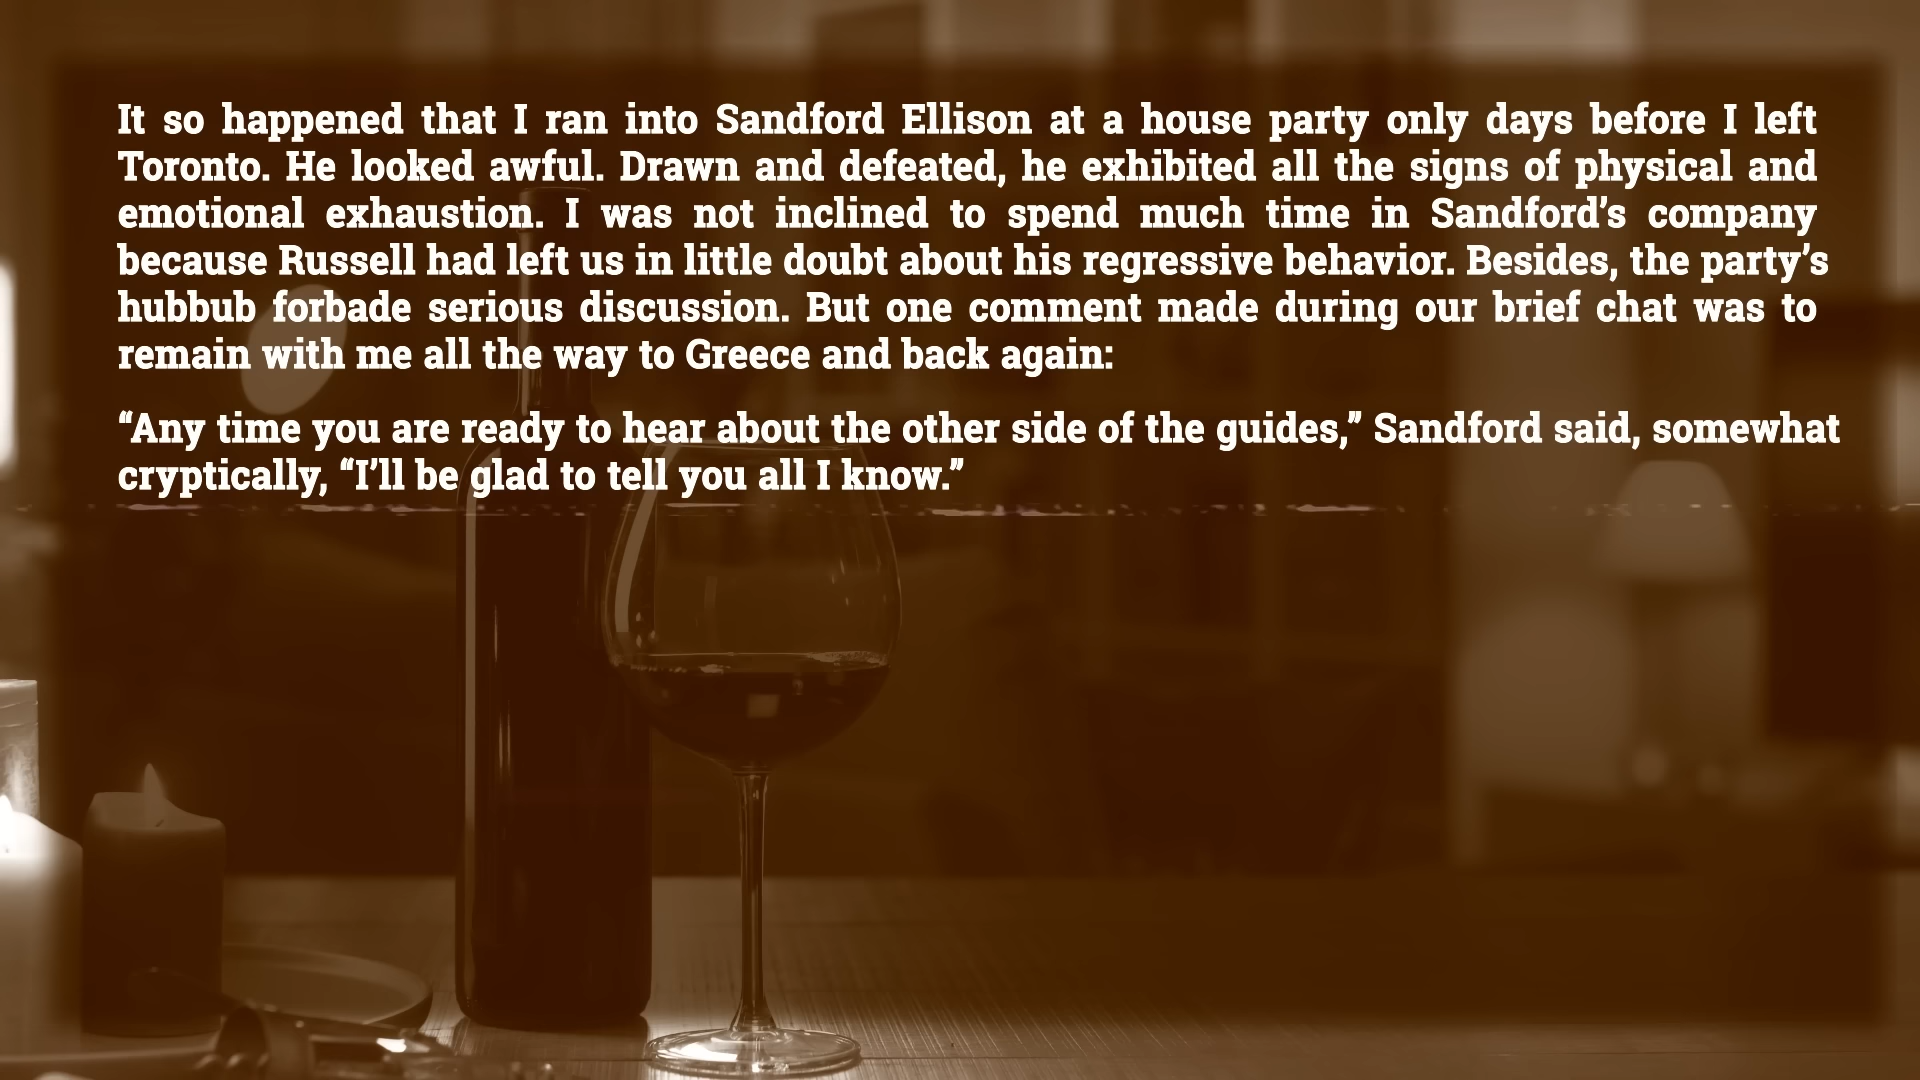 It so happened that I ran into Sandford Ellison at a house party only days before I left
Toronto. He looked awful. Drawn and defeated, he exhibited all the signs of physical and
emotional exhaustion. I was not inclined to spend much time in Sandford’s company
because Russell had left us in little doubt about his regressive behavior. Besides, the party’s
hubbub forbade serious discussion. But one comment made during our brief chat was to
remain with me all the way to Greece and back again:
“Any time you are ready to hear about the other side of the guides,” Sandford said, somewhat
cryptically, “I’ll be glad to tell you all I know.”